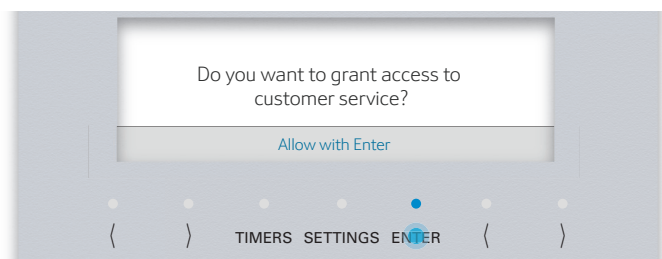 Do you want to grant access to
customer service?
Allow with Enter
⟨ ⟩ TIMERS SETTINGS ENTER ⟨ ⟩